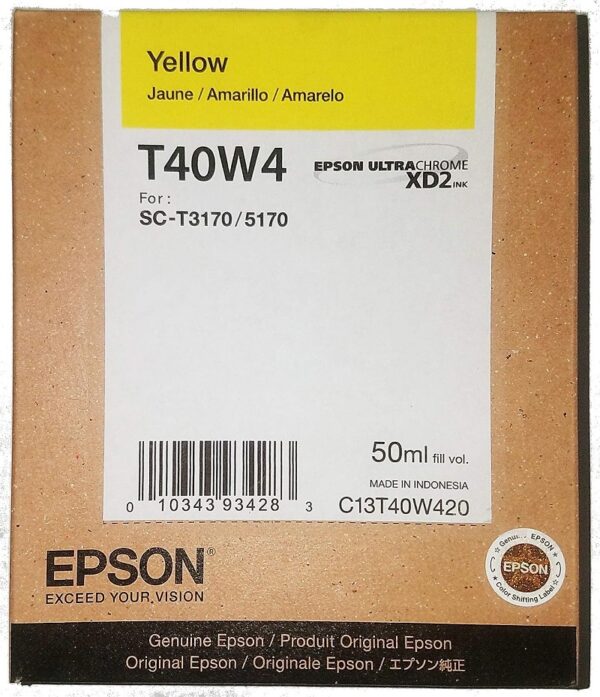 Yellow
Jaune / Amarillo / Amarelo
T40W4
EPSON ULTRACHROME
XD2 INK
For :
SC-T3170/5170
50ml fill vol.
MADE IN INDONESIA
0 10343 93428 3
C13T40W420
EPSON®
EXCEED YOUR VISION
Genuine EPSON
Color Shifting Label
EPSON
Genuine Epson / Produit Original Epson
Original Epson / Originale Epson / エプソン純正